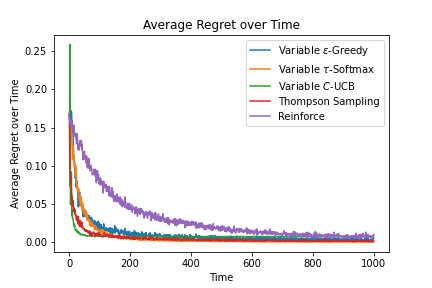 Average Regret over Time
Average Regret over Time
0.25
0.20
0.15
0.10
0.05
0.00
Variable ε-Greedy
Variable τ-Softmax
Variable C-UCB
Thompson Sampling
Reinforce
0 200 400 600 800 1000
Time